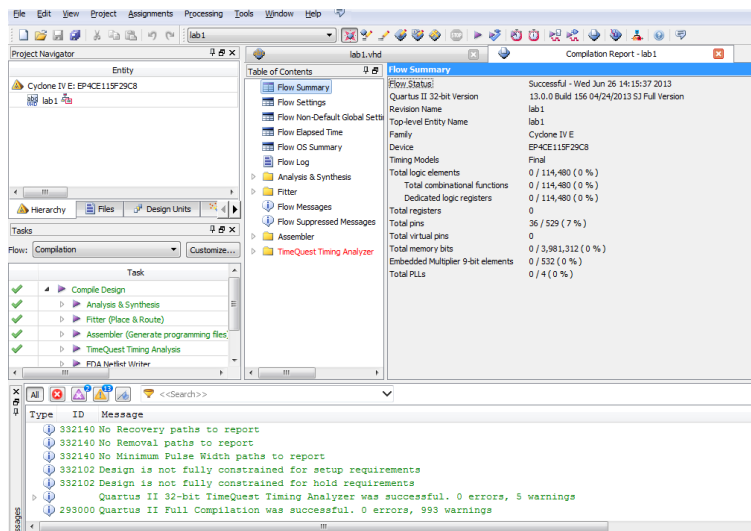 File Edit View Project Assignments Processing Tools Window Help
lab1
Project Navigator
Entity
Cyclone IV E: EP4CE115F29C8
lab1
Hierarchy Files Design Units
Tasks
Flow: Compilation Customize...
Task
Compile Design
Analysis & Synthesis
Fitter (Place & Route)
Assembler (Generate programming files)
TimeQuest Timing Analysis
EDA Netlist Writer
lab1.vhd
Compilation Report - lab1
Table of Contents
Flow Summary
Flow Settings
Flow Non-Default Global Setti
Flow Elapsed Time
Flow OS Summary
Flow Log
Analysis & Synthesis
Fitter
Flow Messages
Flow Suppressed Messages
Assembler
TimeQuest Timing Analyzer
Flow Summary
Flow Status Successful - Wed Jun 26 14:15:37 2013
Quartus II 32-bit Version 13.0.0 Build 156 04/24/2013 SJ Full Version
Revision Name lab1
Top-level Entity Name lab1
Family Cyclone IV E
Device EP4CE115F29C8
Timing Models Final
Total logic elements 0 / 114,480 ( 0 % )
Total combinational functions 0 / 114,480 ( 0 % )
Dedicated logic registers 0 / 114,480 ( 0 % )
Total registers 0
Total pins 36 / 529 ( 7 % )
Total virtual pins 0
Total memory bits 0 / 3,981,312 ( 0 % )
Embedded Multiplier 9-bit elements 0 / 532 ( 0 % )
Total PLLs 0 / 4 ( 0 % )
All 2 13 <<Search>>
Type ID Message
332140 No Recovery paths to report
332140 No Removal paths to report
332140 No Minimum Pulse Width paths to report
332102 Design is not fully constrained for setup requirements
332102 Design is not fully constrained for hold requirements
Quartus II 32-bit TimeQuest Timing Analyzer was successful. 0 errors, 5 warnings
293000 Quartus II Full Compilation was successful. 0 errors, 993 warnings